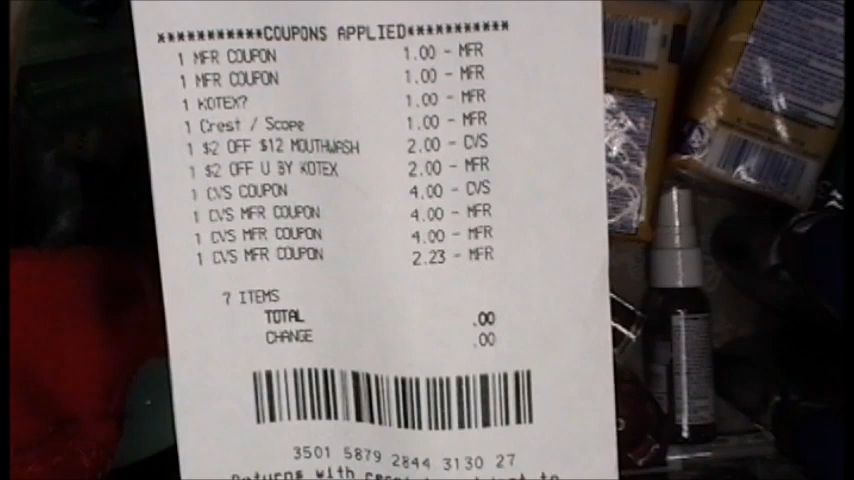 ***********COUPONS APPLIED***********
1 MFR COUPON 1.00 - MFR
1 MFR COUPON 1.00 - MFR
1 KOTEX? 1.00 - MFR
1 Crest / Scope 1.00 - MFR
1 $2 OFF $12 MOUTHWASH 2.00 - CVS
1 $2 OFF U BY KOTEX 2.00 - MFR
1 CVS COUPON 4.00 - CVS
1 CVS MFR COUPON 4.00 - MFR
1 CVS MFR COUPON 4.00 - MFR
1 CVS MFR COUPON 2.23 - MFR
7 ITEMS
TOTAL .00
CHANGE .00
3501 5879 2844 3130 27
Returns with